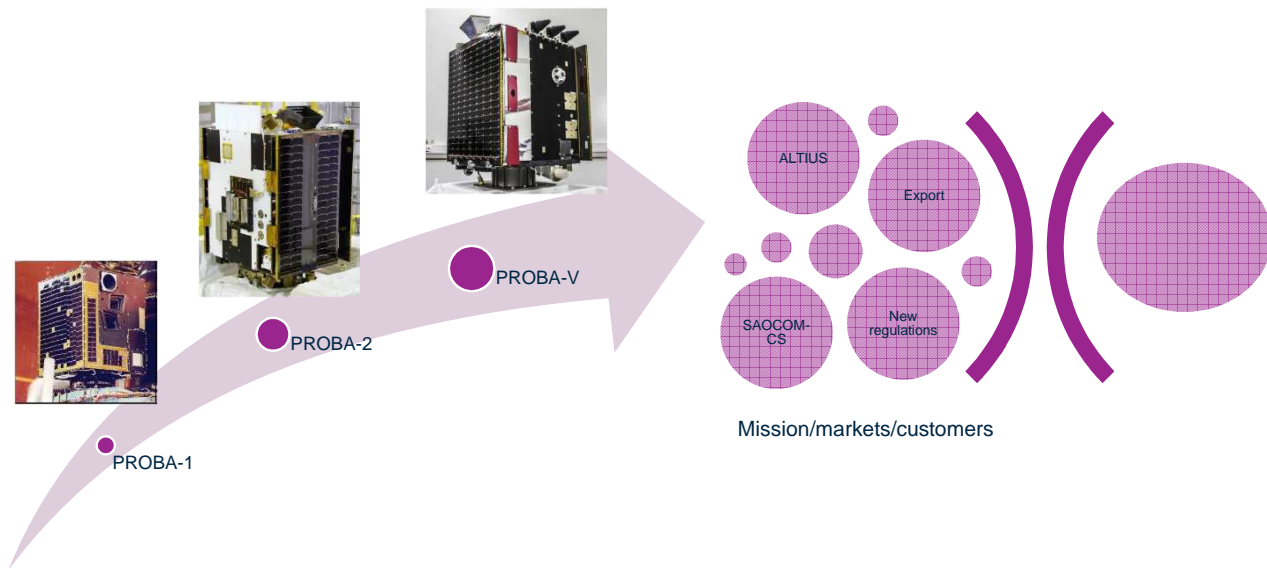 ALTIUS
Export
PROBA-V
SAOCOM-
CS
New
regulations
PROBA-2
Mission/markets/customers
PROBA-1